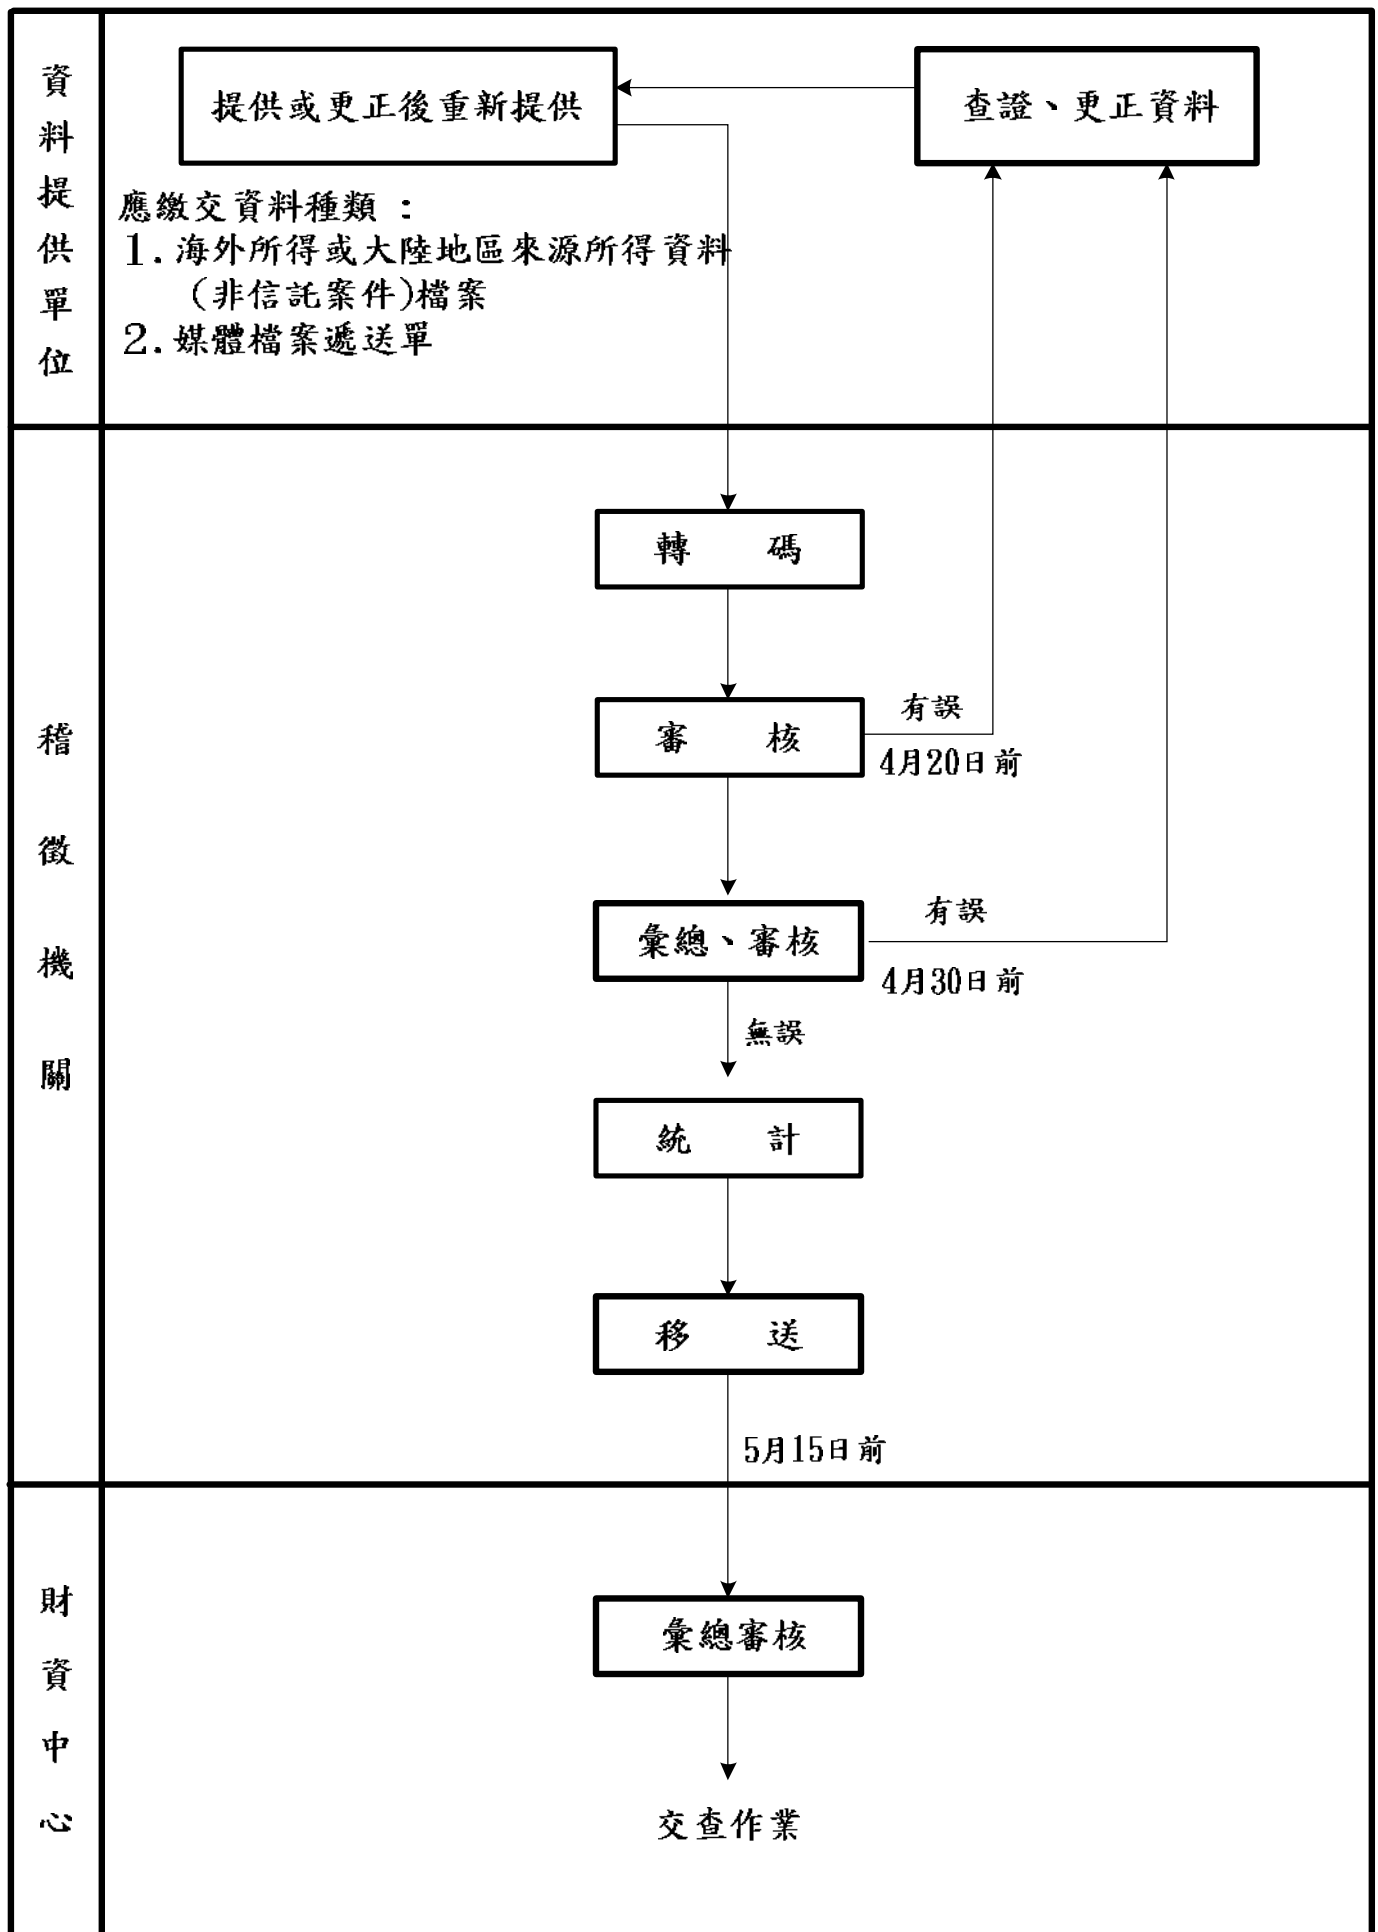 資料提供單位
提供或更正後重新提供
查證、更正資料
應繳交資料種類：
1.海外所得或大陸地區來源所得資料
(非信託案件)檔案
2.媒體檔案遞送單
稽徵機關
轉 碼
審 核
有誤
4月20日前
彙總、審核
有誤
4月30日前
無誤
統 計
移 送
5月15日前
財資中心
彙總審核
交查作業